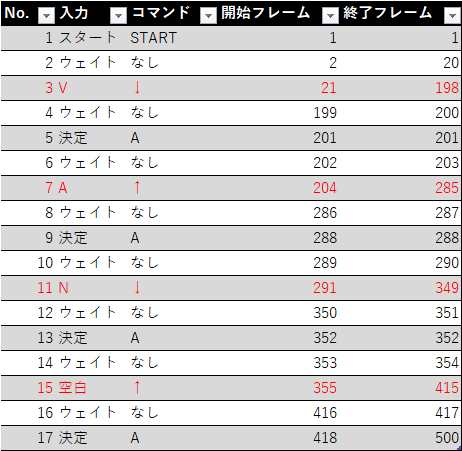 No. 入力 コマンド 開始フレーム 終了フレーム
1 スタート START 1 1
2 ウェイト なし 2 20
3 V ↓ 21 198
4 ウェイト なし 199 200
5 決定 A 201 201
6 ウェイト なし 202 203
7 A ↑ 204 285
8 ウェイト なし 286 287
9 決定 A 288 288
10 ウェイト なし 289 290
11 N ↓ 291 349
12 ウェイト なし 350 351
13 決定 A 352 352
14 ウェイト なし 353 354
15 空白 ↑ 355 415
16 ウェイト なし 416 417
17 決定 A 418 500